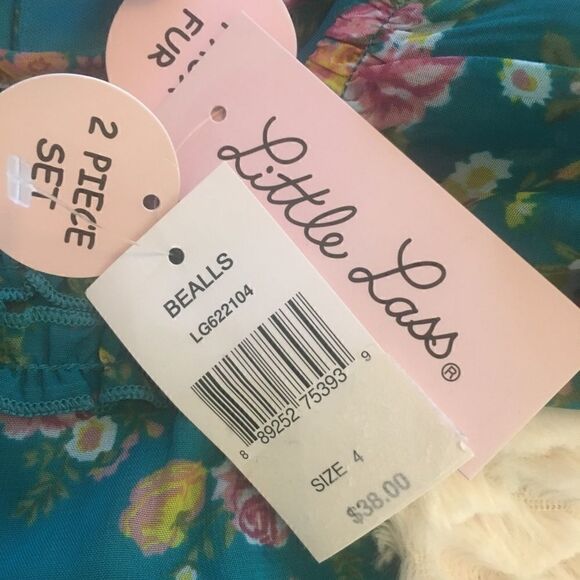 FUR
2 PIECE
SET
Little Lass®
BEALLS
LG622104
8 89252 75393 9
SIZE 4
$38.00